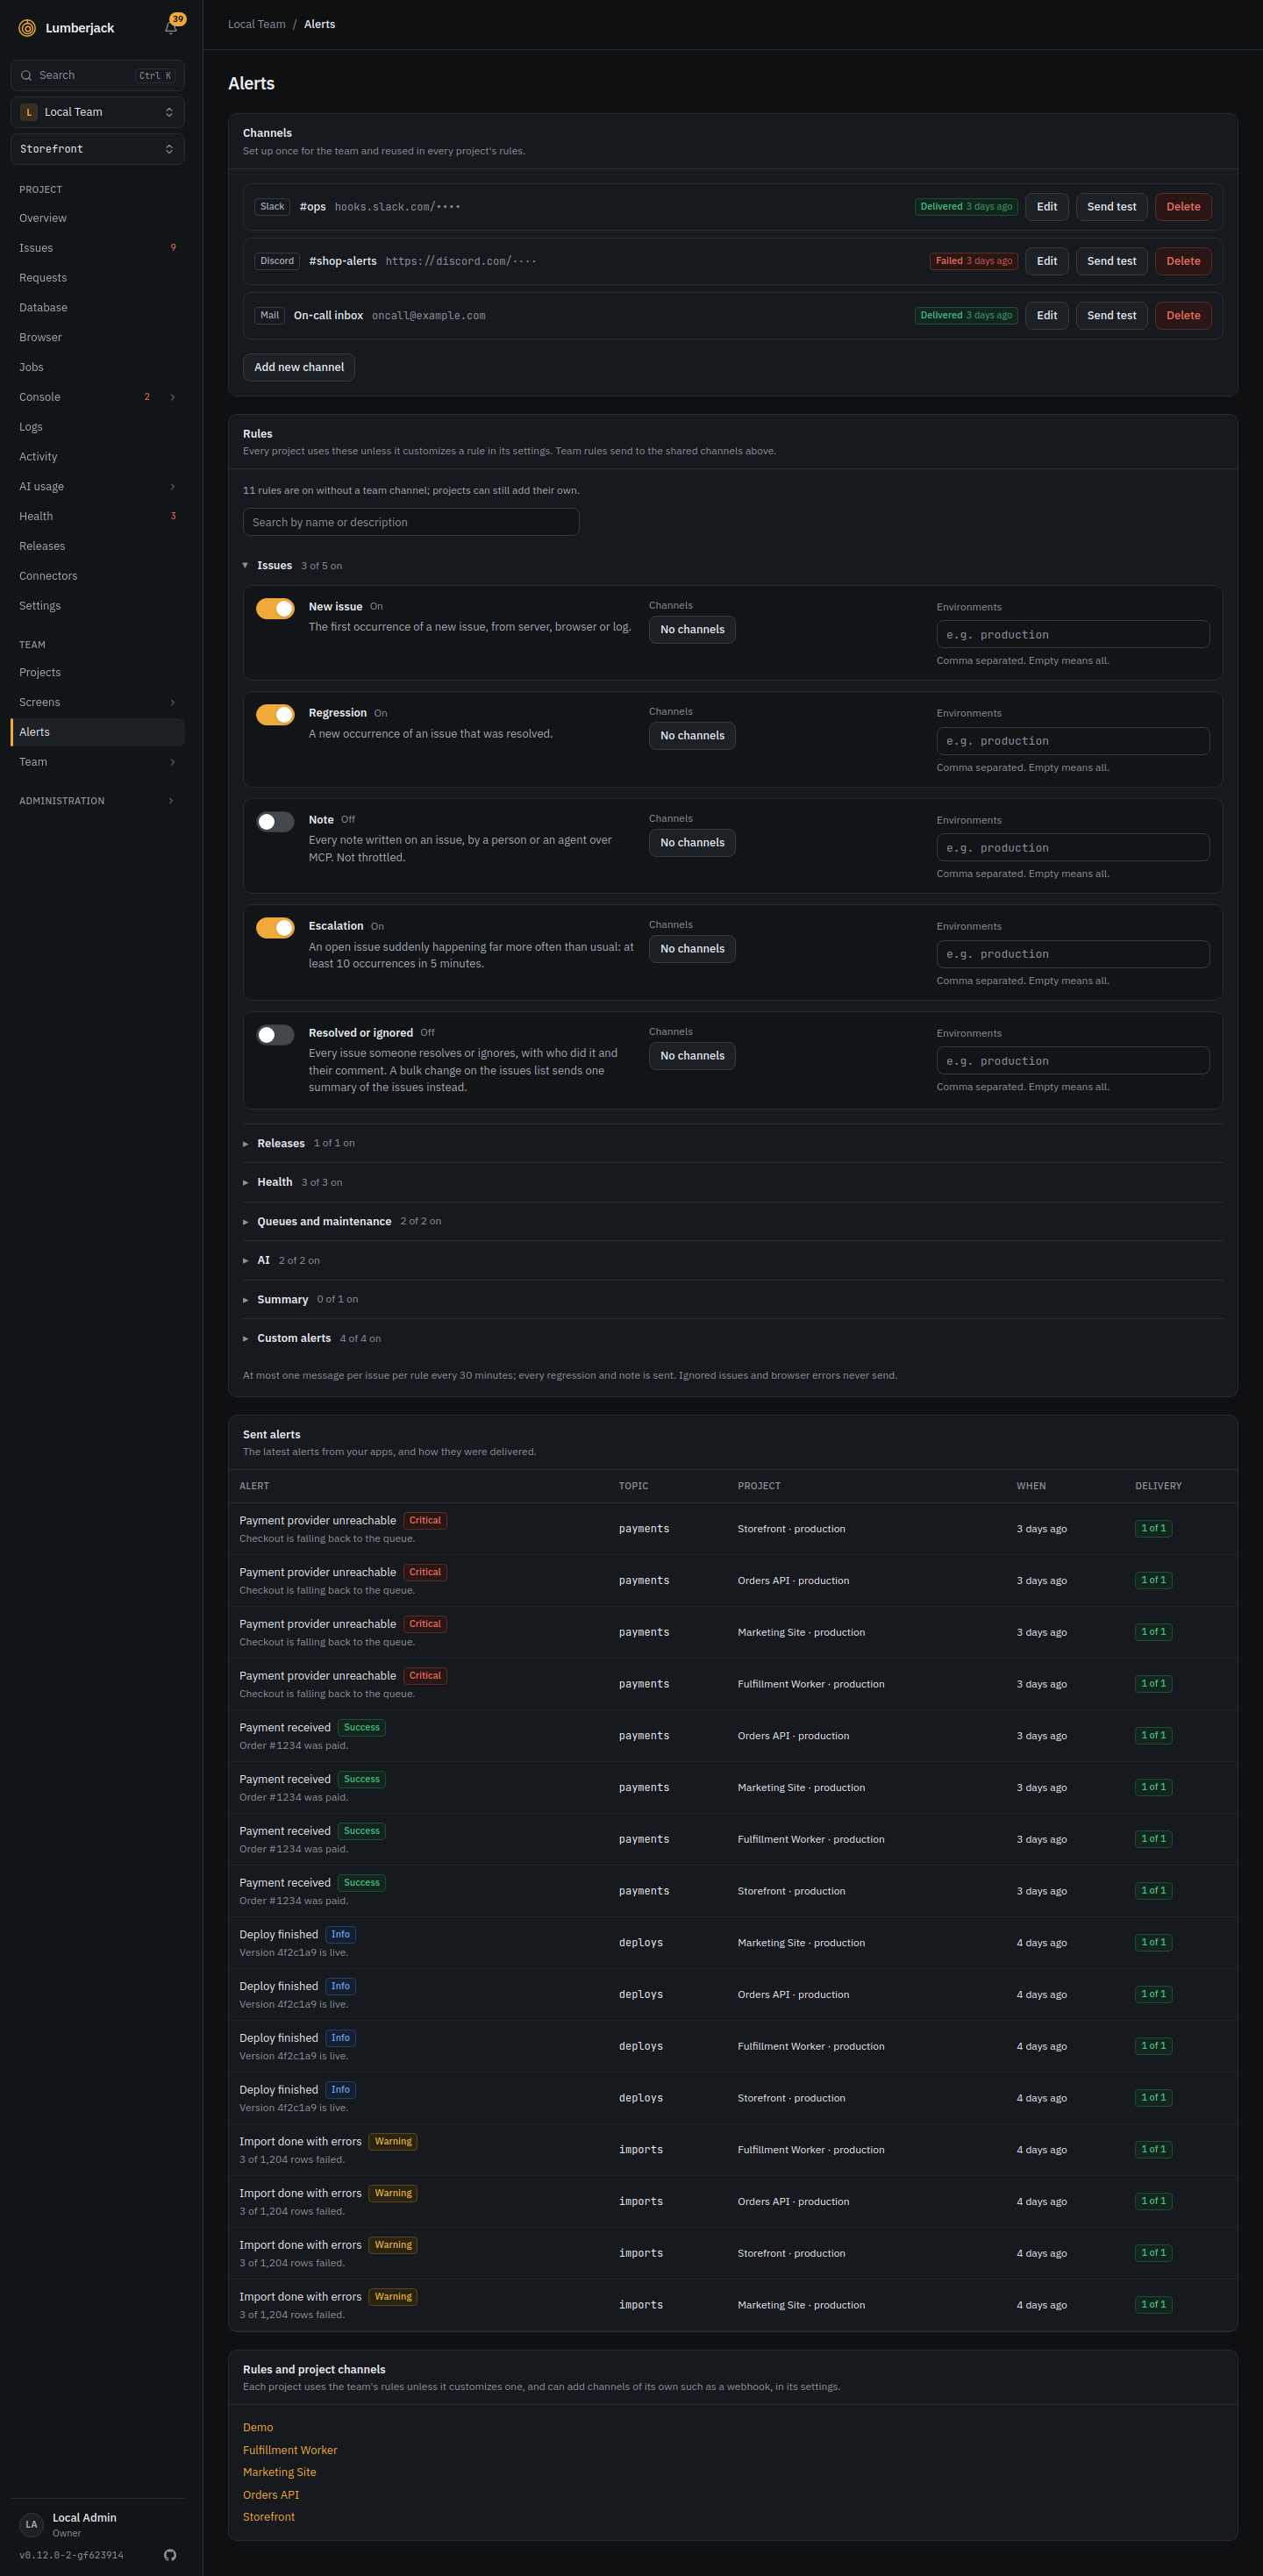 Lumberjack
39
Search Ctrl K
L Local Team
Storefront
PROJECT
Overview
Issues 9
Requests
Database
Browser
Jobs
Console 2
Logs
Activity
AI usage
Health 3
Releases
Connectors
Settings
TEAM
Projects
Screens
Alerts
Team
ADMINISTRATION
LA
Local Admin
Owner
v0.12.0-2-gf623914
Local Team / Alerts
Alerts
Channels
Set up once for the team and reused in every project's rules.
Slack #ops hooks.slack.com/•••• Delivered 3 days ago Edit Send test Delete
Discord #shop-alerts https://discord.com/···· Failed 3 days ago Edit Send test Delete
Mail On-call inbox oncall@example.com Delivered 3 days ago Edit Send test Delete
Add new channel
Rules
Every project uses these unless it customizes a rule in its settings. Team rules send to the shared channels above.
11 rules are on without a team channel; projects can still add their own.
Search by name or description
Issues 3 of 5 on
New issue On
The first occurrence of a new issue, from server, browser or log.
Channels
No channels
Environments
e.g. production
Comma separated. Empty means all.
Regression On
A new occurrence of an issue that was resolved.
Channels
No channels
Environments
e.g. production
Comma separated. Empty means all.
Note Off
Every note written on an issue, by a person or an agent over
MCP. Not throttled.
Channels
No channels
Environments
e.g. production
Comma separated. Empty means all.
Escalation On
An open issue suddenly happening far more often than usual: at
least 10 occurrences in 5 minutes.
Channels
No channels
Environments
e.g. production
Comma separated. Empty means all.
Resolved or ignored Off
Every issue someone resolves or ignores, with who did it and
their comment. A bulk change on the issues list sends one
summary of the issues instead.
Channels
No channels
Environments
e.g. production
Comma separated. Empty means all.
Releases 1 of 1 on
Health 3 of 3 on
Queues and maintenance 2 of 2 on
AI 2 of 2 on
Summary 0 of 1 on
Custom alerts 4 of 4 on
At most one message per issue per rule every 30 minutes; every regression and note is sent. Ignored issues and browser errors never send.
Sent alerts
The latest alerts from your apps, and how they were delivered.
ALERT TOPIC PROJECT WHEN DELIVERY
Payment provider unreachable Critical
Checkout is falling back to the queue.
payments Storefront · production 3 days ago 1 of 1
Payment provider unreachable Critical
Checkout is falling back to the queue.
payments Orders API · production 3 days ago 1 of 1
Payment provider unreachable Critical
Checkout is falling back to the queue.
payments Marketing Site · production 3 days ago 1 of 1
Payment provider unreachable Critical
Checkout is falling back to the queue.
payments Fulfillment Worker · production 3 days ago 1 of 1
Payment received Success
Order #1234 was paid.
payments Orders API · production 3 days ago 1 of 1
Payment received Success
Order #1234 was paid.
payments Marketing Site · production 3 days ago 1 of 1
Payment received Success
Order #1234 was paid.
payments Fulfillment Worker · production 3 days ago 1 of 1
Payment received Success
Order #1234 was paid.
payments Storefront · production 3 days ago 1 of 1
Deploy finished Info
Version 4f2c1a9 is live.
deploys Marketing Site · production 4 days ago 1 of 1
Deploy finished Info
Version 4f2c1a9 is live.
deploys Orders API · production 4 days ago 1 of 1
Deploy finished Info
Version 4f2c1a9 is live.
deploys Fulfillment Worker · production 4 days ago 1 of 1
Deploy finished Info
Version 4f2c1a9 is live.
deploys Storefront · production 4 days ago 1 of 1
Import done with errors Warning
3 of 1,204 rows failed.
imports Fulfillment Worker · production 4 days ago 1 of 1
Import done with errors Warning
3 of 1,204 rows failed.
imports Orders API · production 4 days ago 1 of 1
Import done with errors Warning
3 of 1,204 rows failed.
imports Storefront · production 4 days ago 1 of 1
Import done with errors Warning
3 of 1,204 rows failed.
imports Marketing Site · production 4 days ago 1 of 1
Rules and project channels
Each project uses the team's rules unless it customizes one, and can add channels of its own such as a webhook, in its settings.
Demo
Fulfillment Worker
Marketing Site
Orders API
Storefront